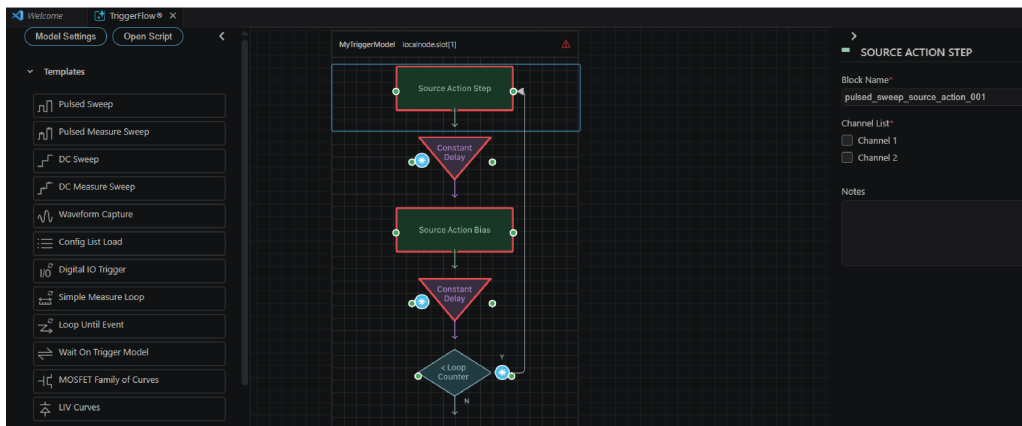 Welcome
TriggerFlow®
Model Settings
Open Script
Templates
Pulsed Sweep
Pulsed Measure Sweep
DC Sweep
DC Measure Sweep
Waveform Capture
Config List Load
I/O
Digital IO Trigger
Simple Measure Loop
Loop Until Event
Wait On Trigger Model
MOSFET Family of Curves
LIV Curves
MyTriggerModel localnode.slot[1]
Source Action Step
Constant
Delay
Source Action Bias
Constant
Delay
< Loop
Counter
Y
N
SOURCE ACTION STEP
Block Name*
pulsed_sweep_source_action_001
Channel List*
Channel 1
Channel 2
Notes